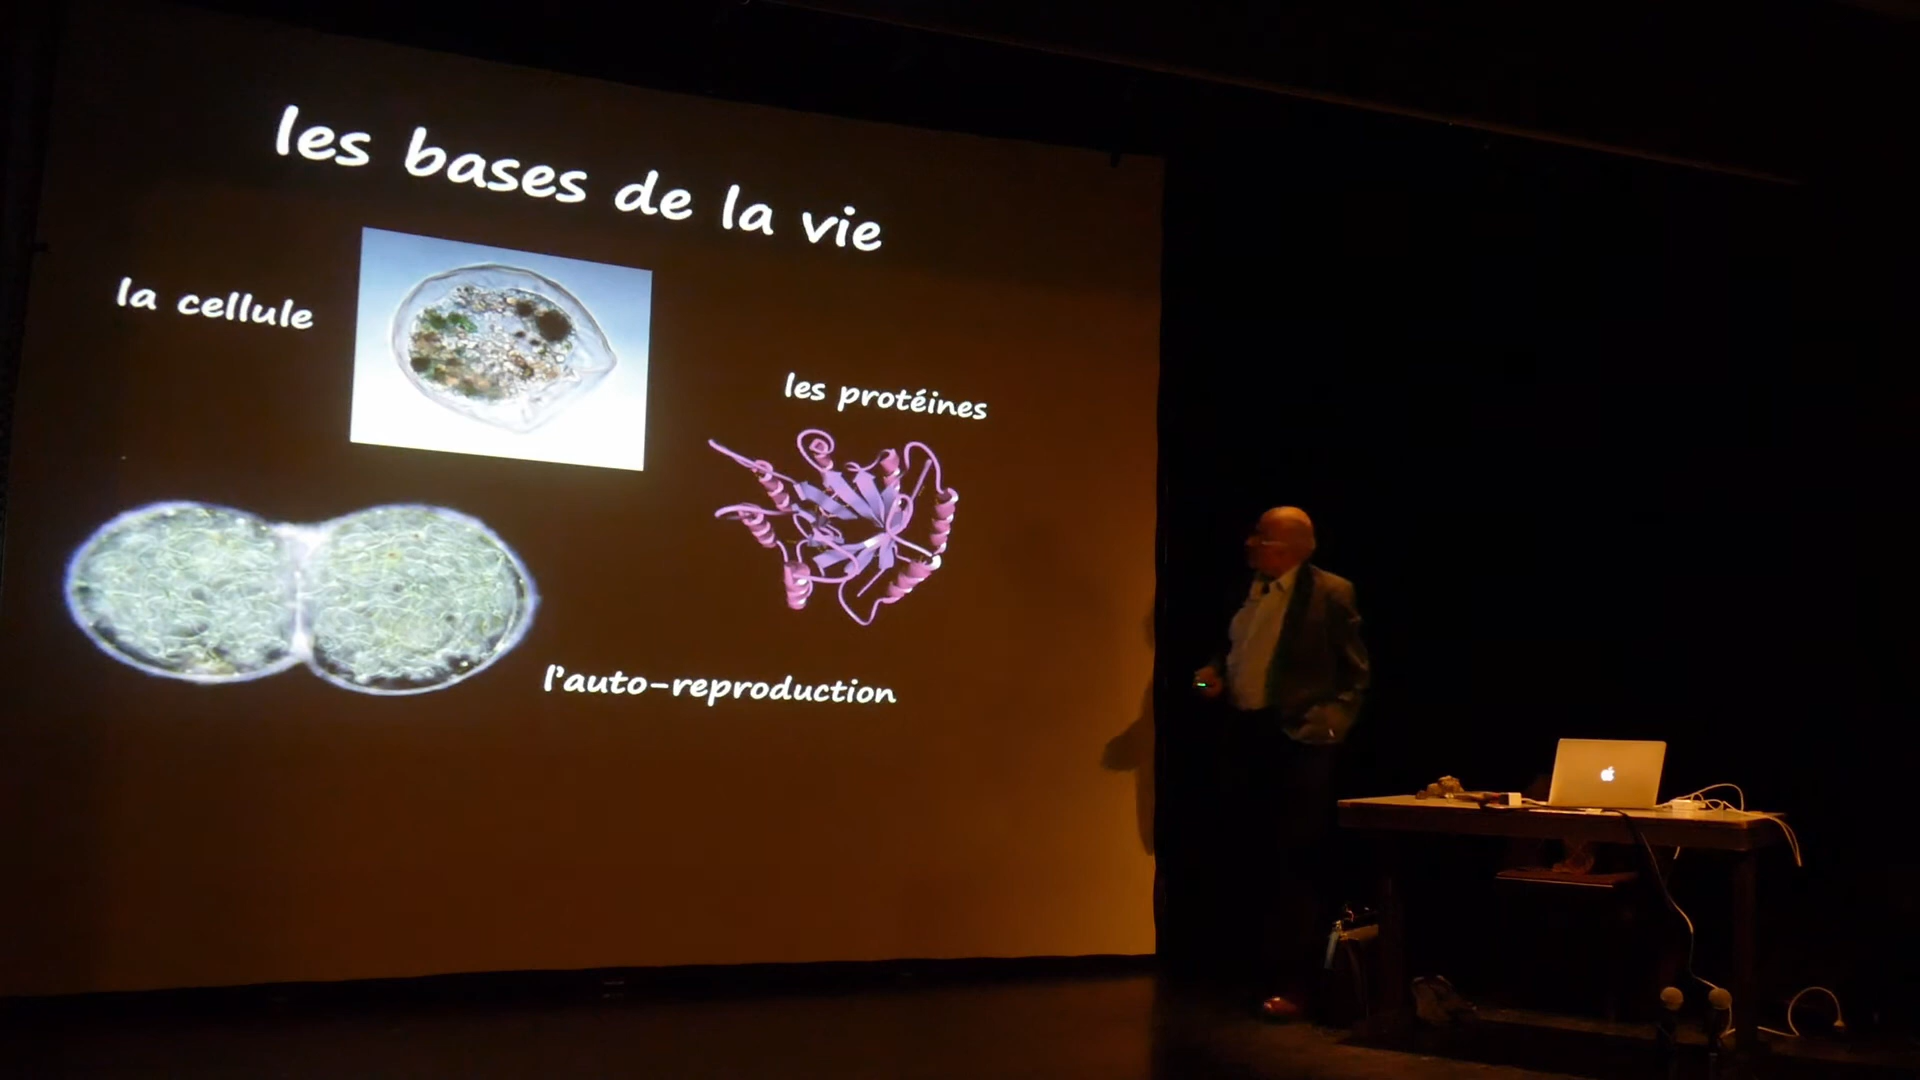 les bases de la vie
la cellule
les protéines
l'auto-reproduction